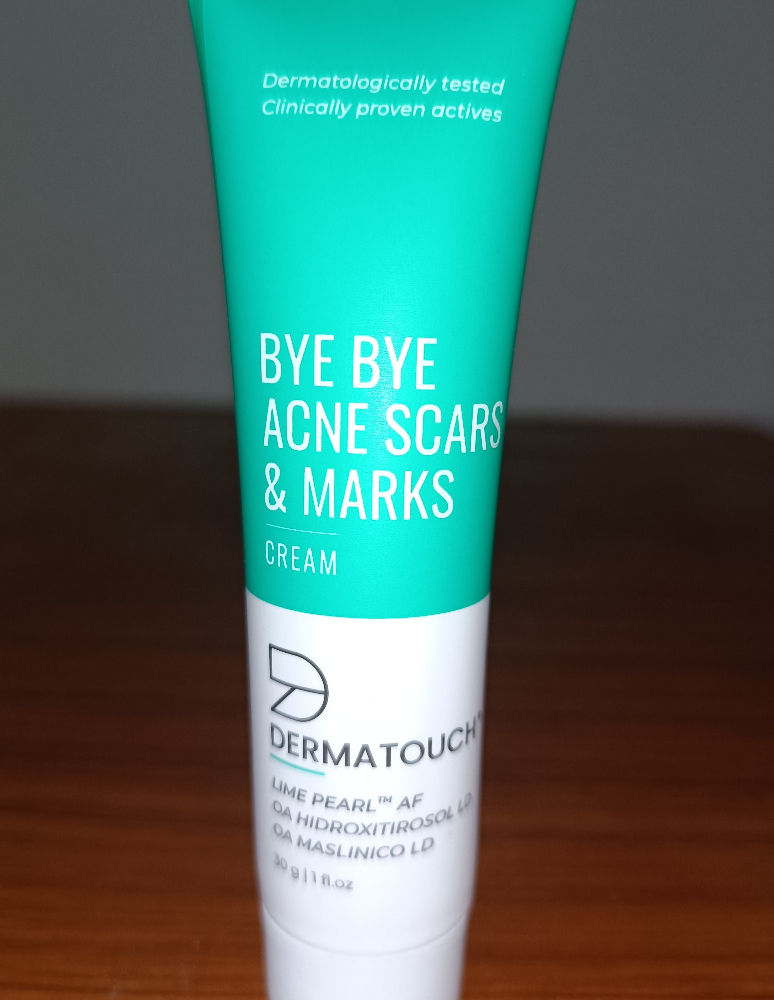 Dermatologically tested
Clinically proven actives
BYE BYE
ACNE SCARS
& MARKS
CREAM
DERMATOUCH
LIME PEARL™ AF
OA HIDROXITIROSOL LD
OA MASLINICO LD
30 g | 1 fl.oz